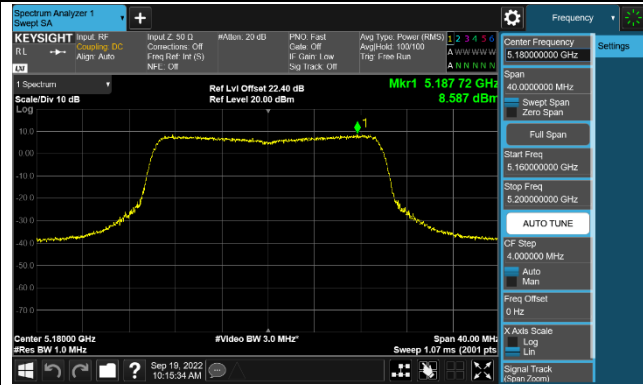 Spectrum Analyzer 1
Swept SA
Frequency
KEYSIGHT
RL
LXI
Input: RF
Coupling: DC
Align: Auto
Input Z: 50 Ω
Corrections: Off
Freq Ref: Int (S)
NFE: Off
#Atten: 20 dB
PNO: Fast
Gate: Off
IF Gain: Low
Sig Track: Off
Avg Type: Power (RMS)
Avg|Hold: 100/100
Trig: Free Run
1 2 3 4 5 6
A W W W W W
A N N N N N
1 Spectrum
Scale/Div 10 dB
Log
Ref Lvl Offset 22.40 dB
Ref Level 20.00 dBm
Mkr1 5.187 72 GHz
8.587 dBm
1
10.0
0.00
-10.0
-20.0
-30.0
-40.0
-50.0
-60.0
-70.0
Center 5.18000 GHz
#Res BW 1.0 MHz
#Video BW 3.0 MHz*
Span 40.00 MHz
Sweep 1.07 ms (2001 pts)
Sep 19, 2022
10:15:34 AM
Center Frequency
5.180000000 GHz
Span
40.0000000 MHz
Swept Span
Zero Span
Full Span
Start Freq
5.160000000 GHz
Stop Freq
5.200000000 GHz
AUTO TUNE
CF Step
4.000000 MHz
Auto
Man
Freq Offset
0 Hz
X Axis Scale
Log
Lin
Signal Track
(Span Zoom)
Settings